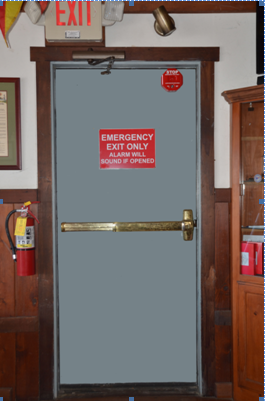 EXIT
STOP
EMERGENCY
EXIT ONLY
ALARM WILL
SOUND IF OPENED